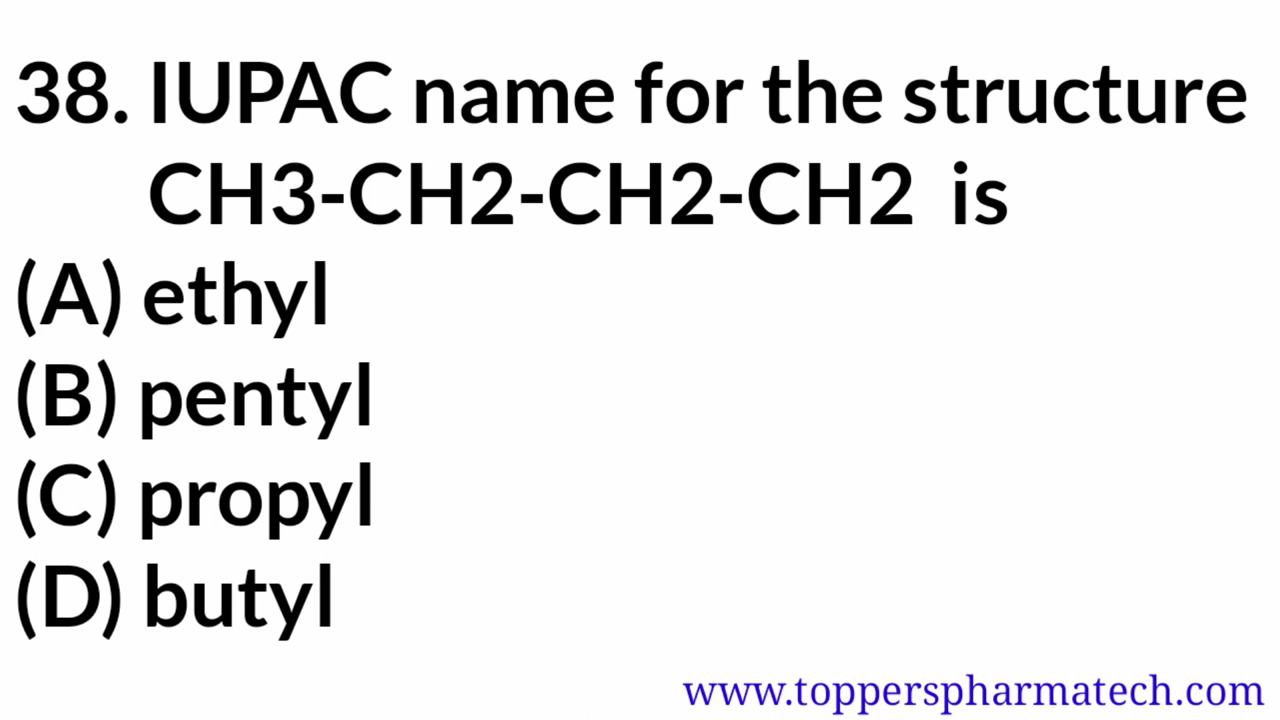 38. IUPAC name for the structure
CH3-CH2-CH2-CH2 is
(A) ethyl
(B) pentyl
(C) propyl
(D) butyl
www.topperspharmatech.com